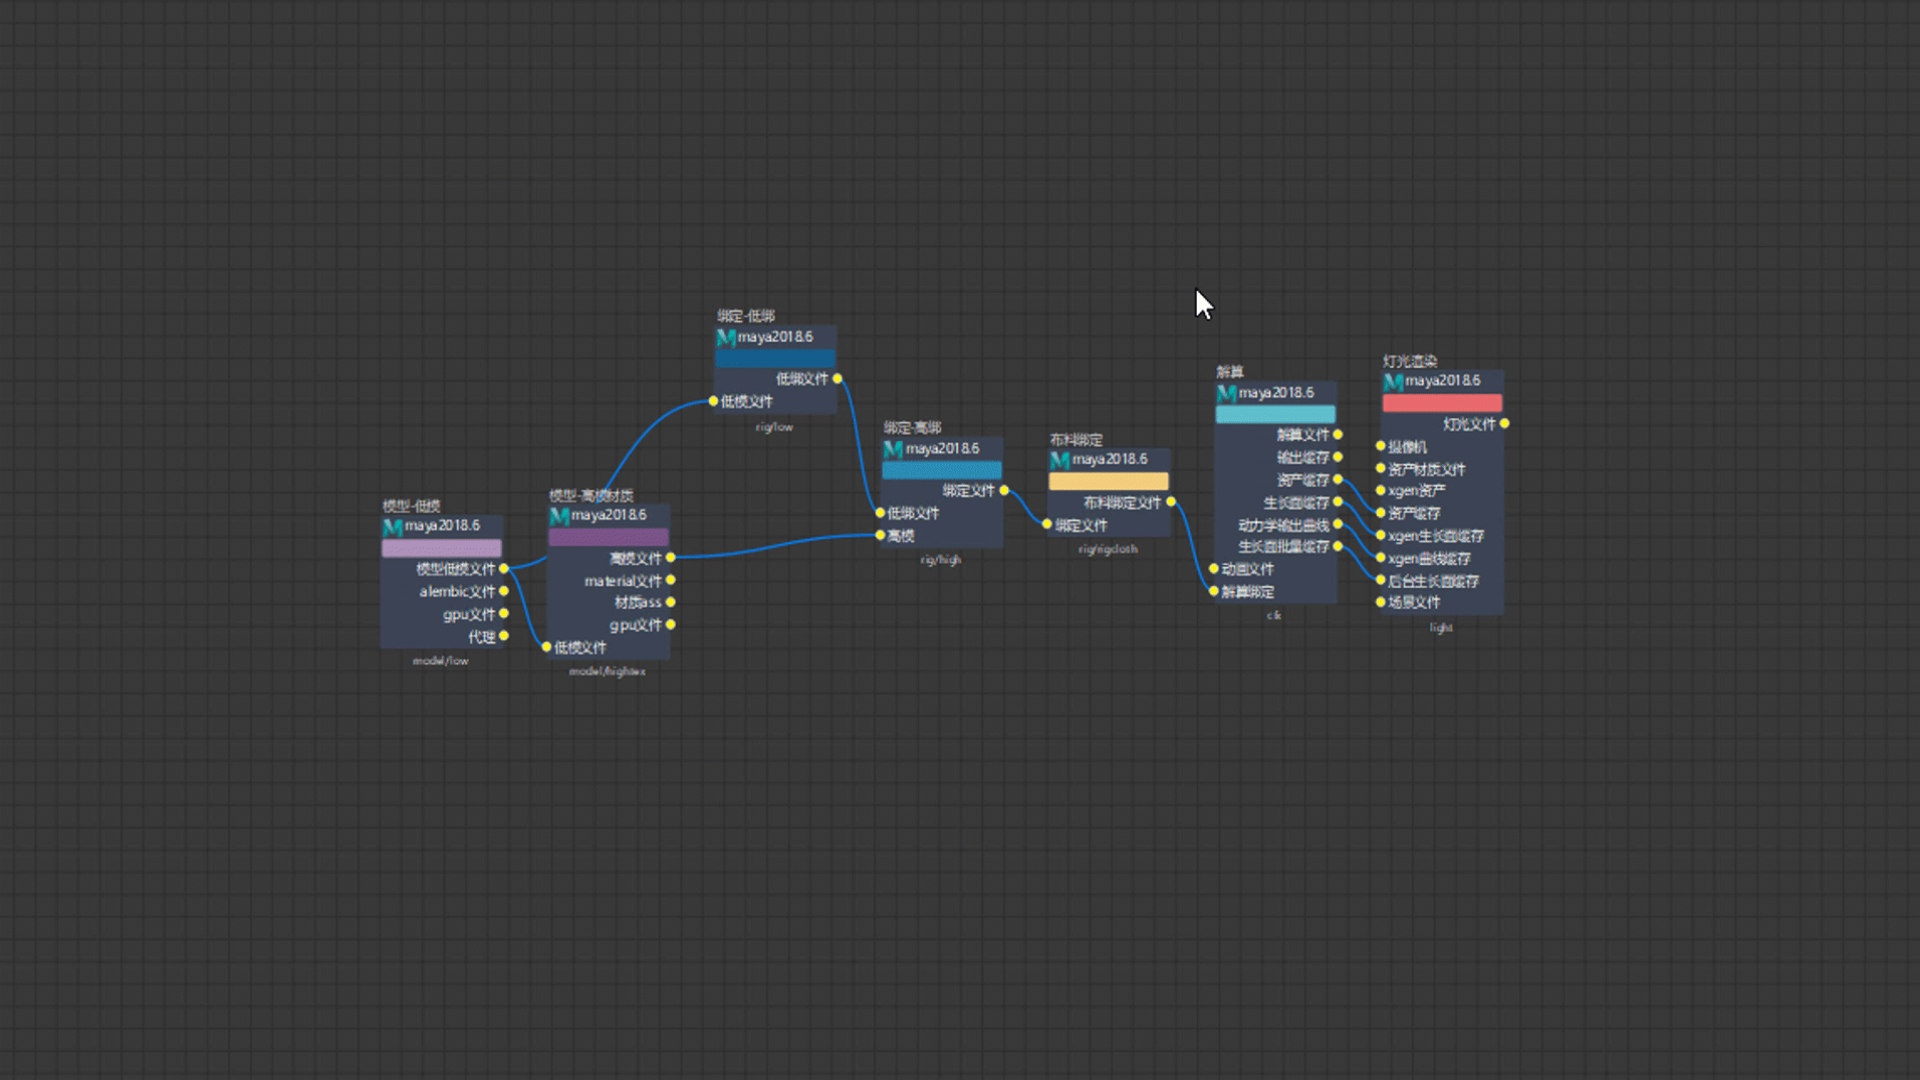 模型-低模
maya2018.6
模型低模文件
alembic文件
gpu文件
代理
model/low
模型-高模材质
maya2018.6
高模文件
material文件
材质ass
gpu文件
低模文件
model/hightex
绑定-低绑
maya2018.6
低绑文件
低模文件
rig/low
绑定-高绑
maya2018.6
绑定文件
低绑文件
高模
rig/high
布料绑定
maya2018.6
布料绑定文件
绑定文件
rig/rigcloth
解算
maya2018.6
解算文件
输出缓存
资产缓存
生长面缓存
动力学输出曲线
生长面批量缓存
动画文件
解算绑定
灯光渲染
maya2018.6
灯光文件
摄像机
资产材质文件
xgen资产
资产缓存
xgen生长面缓存
xgen曲线缓存
后台生长面缓存
场景文件
light